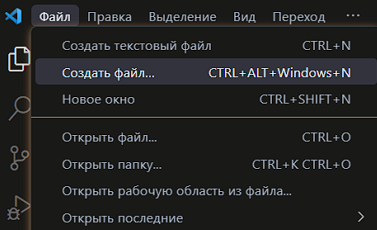 Файл Правка Выделение Вид Переход ···
Создать текстовый файл CTRL+N
Создать файл... CTRL+ALT+Windows+N
Новое окно CTRL+SHIFT+N
Открыть файл... CTRL+O
Открыть папку... CTRL+K CTRL+O
Открыть рабочую область из файла...
Открыть последние